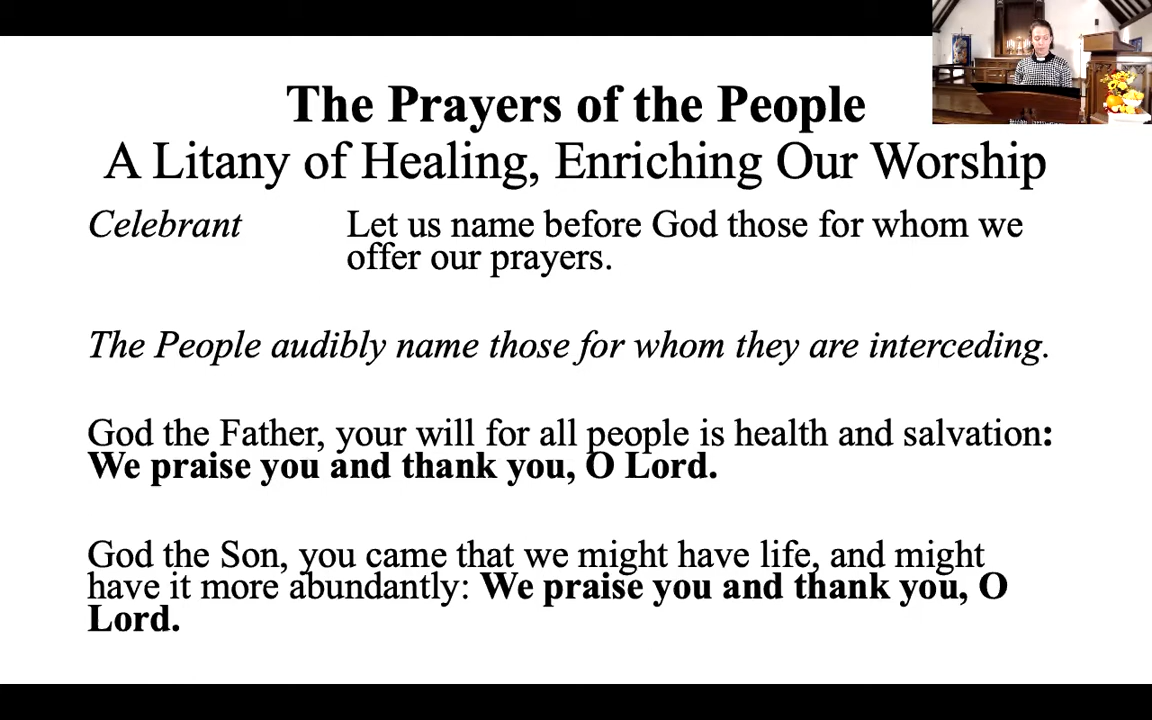 The Prayers of the People
A Litany of Healing, Enriching Our Worship
Celebrant Let us name before God those for whom we
offer our prayers.
The People audibly name those for whom they are interceding.
God the Father, your will for all people is health and salvation:
We praise you and thank you, O Lord.
God the Son, you came that we might have life, and might
have it more abundantly: We praise you and thank you, O
Lord.